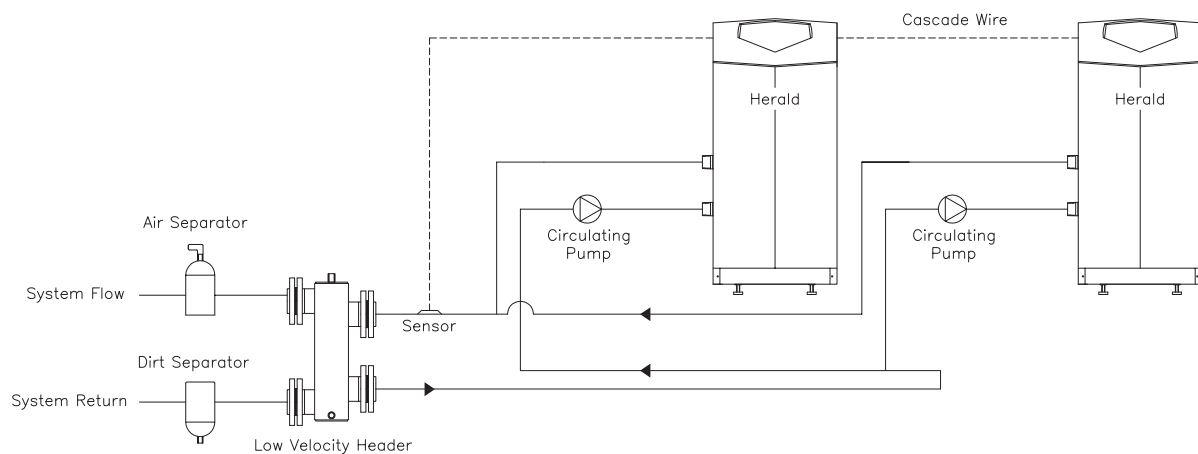 Cascade Wire
Herald
Herald
Air Separator
Circulating
Pump
Circulating
Pump
System Flow
Sensor
Dirt Separator
System Return
Low Velocity Header